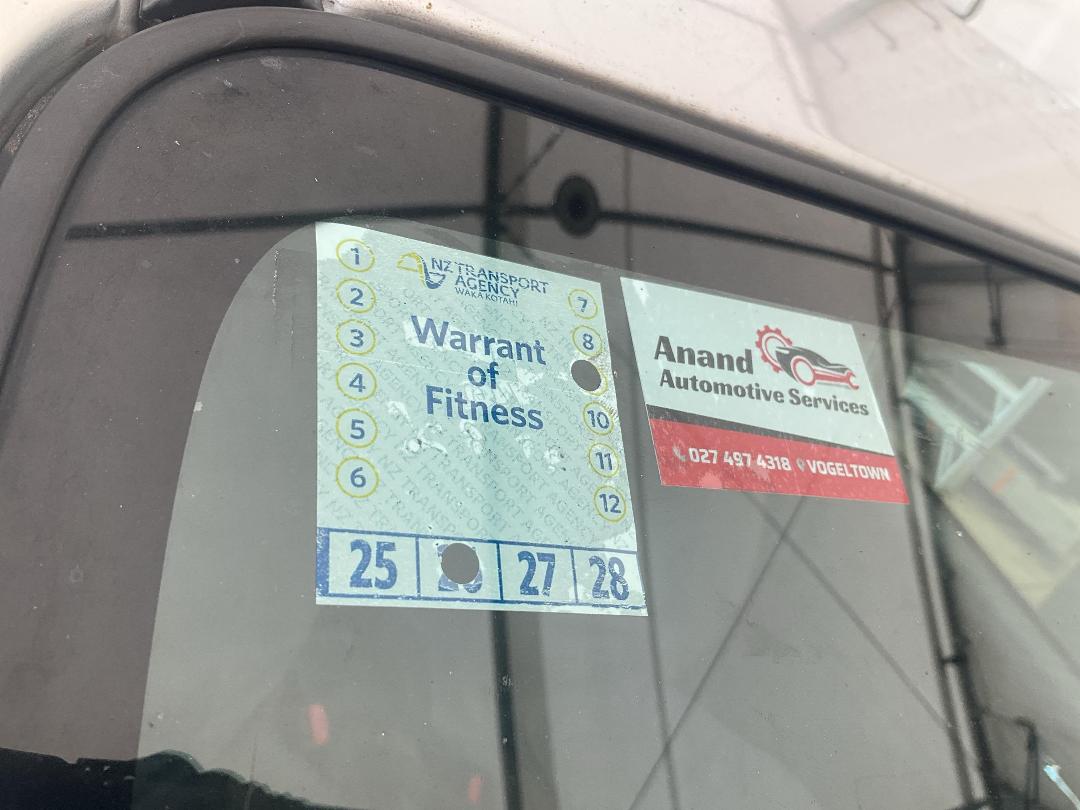 NZ TRANSPORT
AGENCY
WAKA KOTAHI
Warrant
of
Fitness
1
2
3
4
5
6
7
8
10
11
12
25
27
28
Anand
Automotive Services
027 497 4318 VOGELTOWN